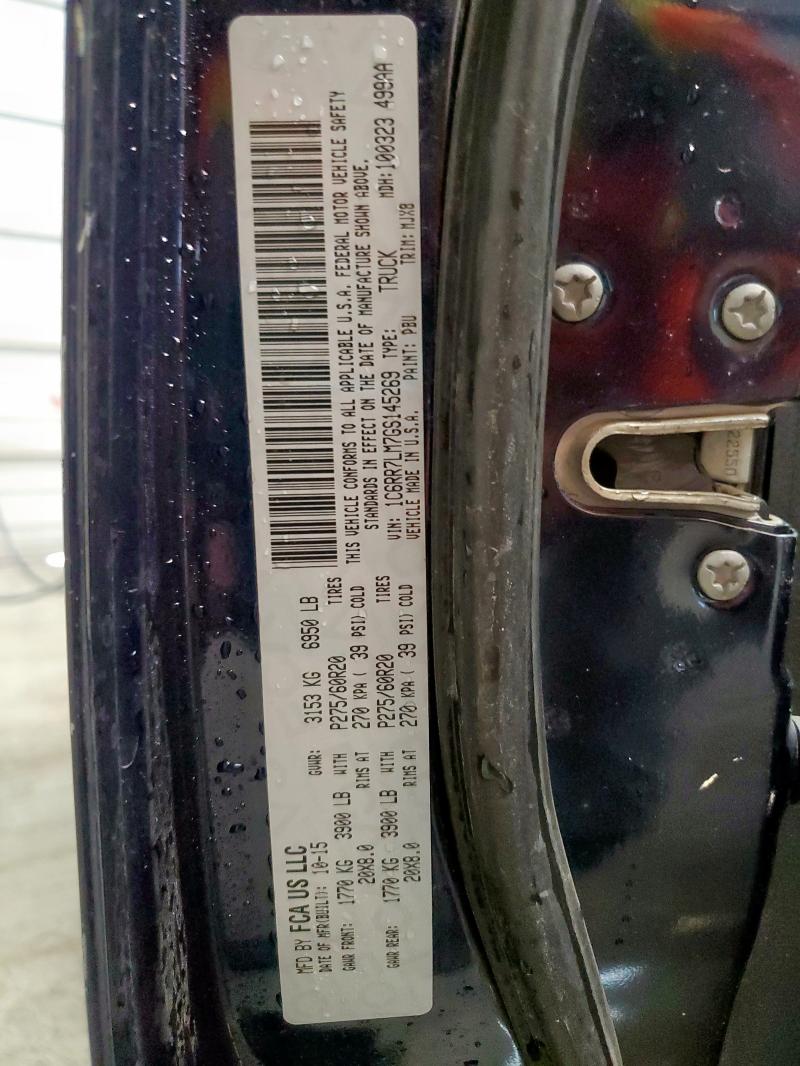 MFD BY FCA US LLC
DATE OF MFR(BUILT): 10-15 GVWR: 3153 KG 6950 LB
GAWR FRONT: 1770 KG 3900 LB WITH P275/60R20 TIRES
20X8.0 RIMS AT 270 KPA ( 39 PSI) COLD
GAWR REAR: 1770 KG 3900 LB WITH P275/60R20 TIRES
20X8.0 RIMS AT 270 KPA ( 39 PSI) COLD
THIS VEHICLE CONFORMS TO ALL APPLICABLE U.S.A. FEDERAL MOTOR VEHICLE SAFETY
STANDARDS IN EFFECT ON THE DATE OF MANUFACTURE SHOWN ABOVE.
VIN: 1C6RR7LM7GS145269 TYPE: TRUCK MDH:100323 499AA
VEHICLE MADE IN U.S.A. PAINT: PBU TRIM: MJX8
22550